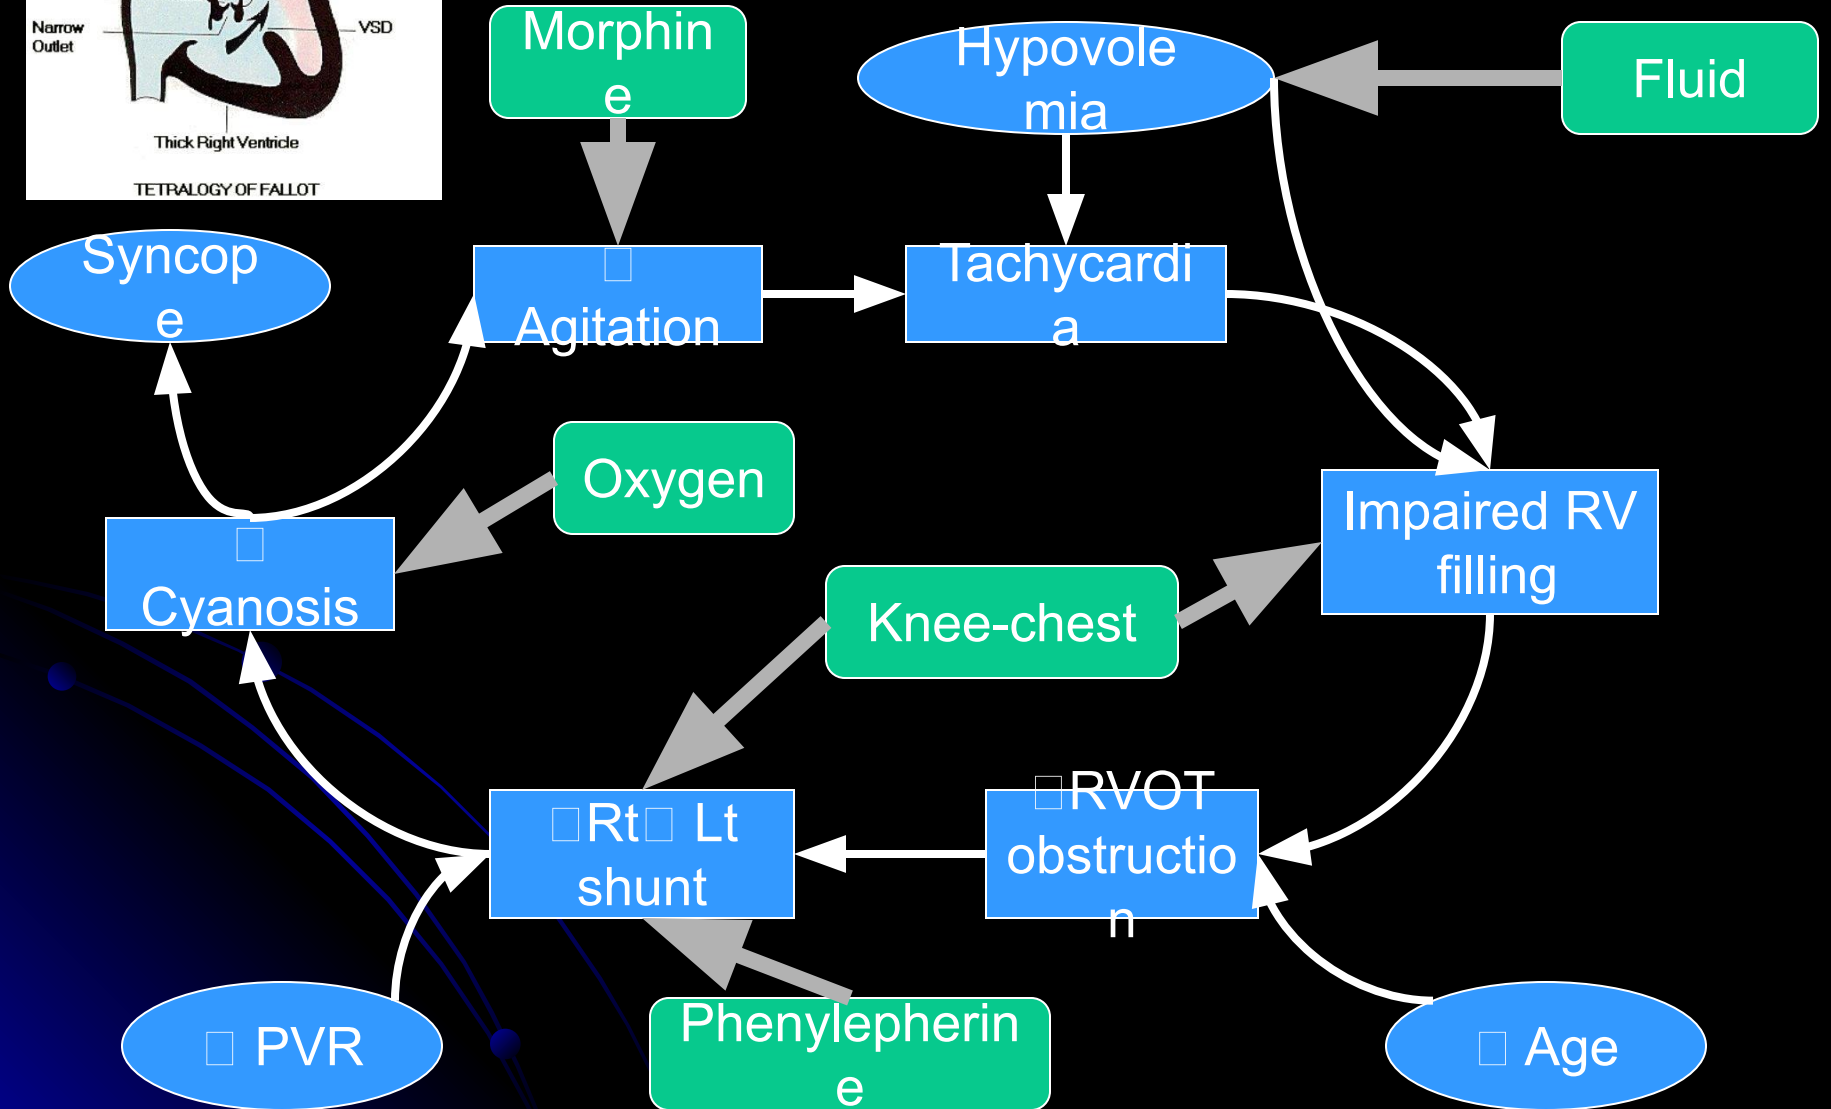 Narrow
Outlet
VSD
Thick Right Ventricle
TETRALOGY OF FALLOT
Morphin
e
Hypovole
mia
Fluid
Syncop
e
□
Agitation
Tachycardi
a
Oxygen
Impaired RV
filling
□
Cyanosis
Knee-chest
□Rt□ Lt
shunt
□RVOT
obstructio
n
□ PVR
Phenylepherin
e
□ Age